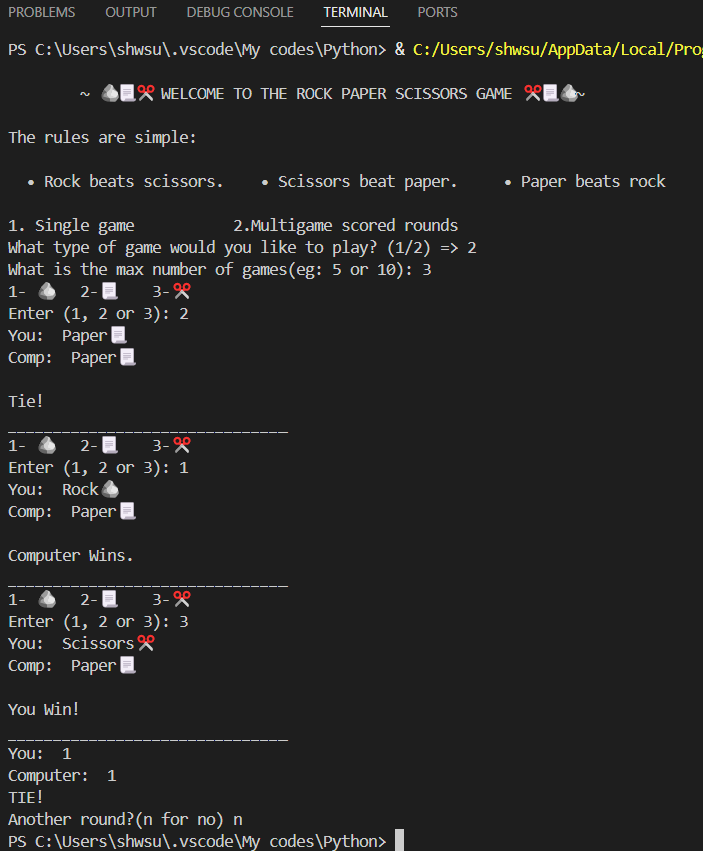 PROBLEMS OUTPUT DEBUG CONSOLE TERMINAL PORTS
PS C:\Users\shwsu\.vscode\My codes\Python> & C:/Users/shwsu/AppData/Local/Prog
~ 🪨📃✂️ WELCOME TO THE ROCK PAPER SCISSORS GAME ✂️📃🪨~
The rules are simple:
• Rock beats scissors. • Scissors beat paper. • Paper beats rock
1. Single game 2.Multigame scored rounds
What type of game would you like to play? (1/2) => 2
What is the max number of games(eg: 5 or 10): 3
1- 🪨 2-📃 3-✂️
Enter (1, 2 or 3): 2
You: Paper📃
Comp: Paper📃
Tie!
_______________________________
1- 🪨 2-📃 3-✂️
Enter (1, 2 or 3): 1
You: Rock🪨
Comp: Paper📃
Computer Wins.
_______________________________
1- 🪨 2-📃 3-✂️
Enter (1, 2 or 3): 3
You: Scissors✂️
Comp: Paper📃
You Win!
_______________________________
You: 1
Computer: 1
TIE!
Another round?(n for no) n
PS C:\Users\shwsu\.vscode\My codes\Python>